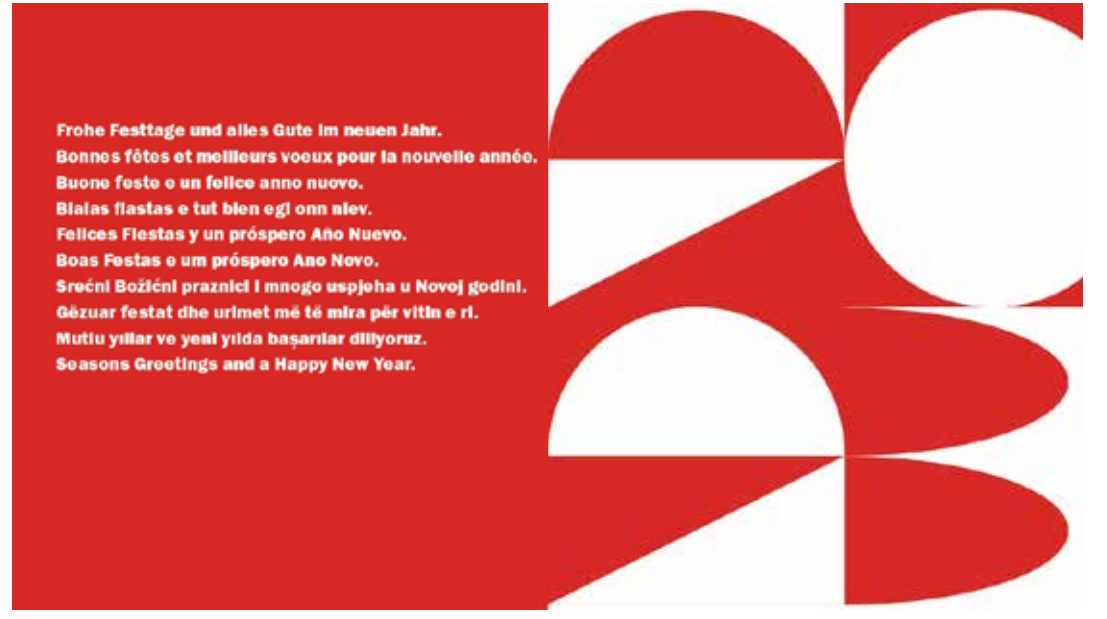 Frohe Festtage und alles Gute im neuen Jahr.
Bonnes fêtes et meilleurs voeux pour la nouvelle année.
Buone feste e un felice anno nuovo.
Bialas fiastas e tut bien egl onn niev.
Felices Fiestas y un próspero Año Nuevo.
Boas Festas e um próspero Ano Novo.
Srećni Božićni praznici i mnogo uspjeha u Novoj godini.
Gëzuar festat dhe urimet më të mira për vitin e ri.
Mutlu yıllar ve yeni yılda başarılar diliyoruz.
Seasons Greetings and a Happy New Year.
20
23